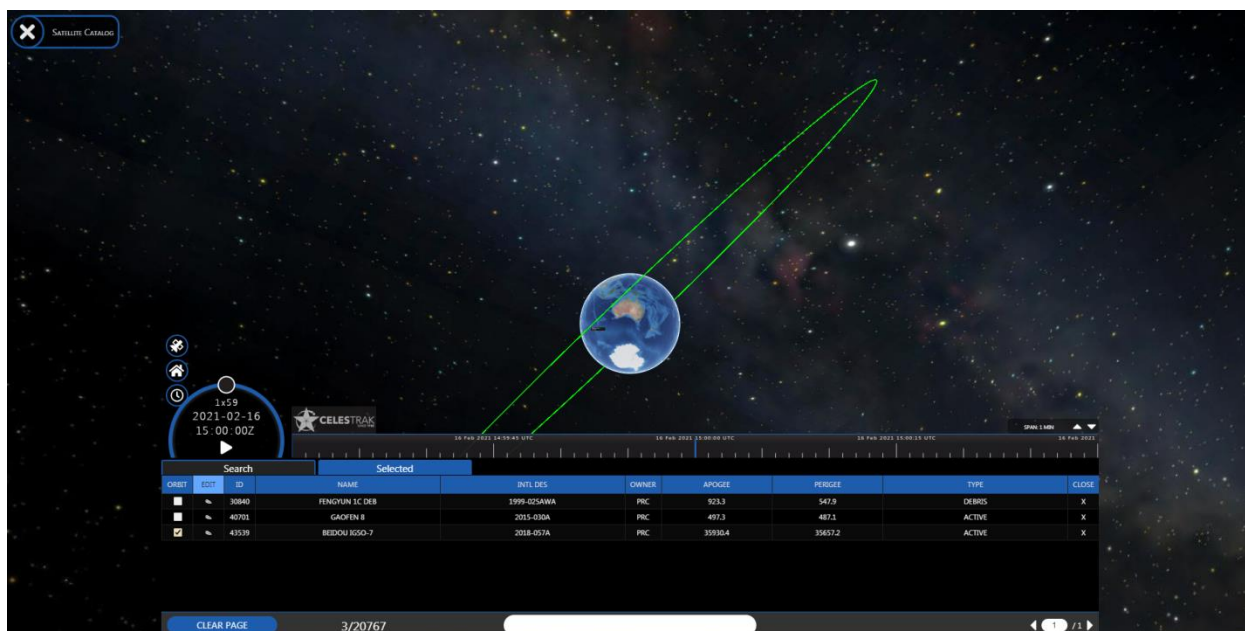 SATELLITE CATALOG
1x59
2021-02-16
15:00:00Z
CELESTRAK
SPAN: 1 MIN
16 Feb 2021 14:59:45 UTC 16 Feb 2021 15:00:00 UTC 16 Feb 2021 15:00:15 UTC 16 Feb 2021
Search Selected
ORBIT EDIT ID NAME INTL DES OWNER APOGEE PERIGEE TYPE CLOSE
30840 FENGYUN 1C DEB 1999-025AWA PRC 923.3 547.9 DEBRIS X
40701 GAOFEN 8 2015-030A PRC 497.3 487.1 ACTIVE X
43539 BEIDOU IGSO-7 2018-057A PRC 35930.4 35657.2 ACTIVE X
CLEAR PAGE 3/20767 1 /1